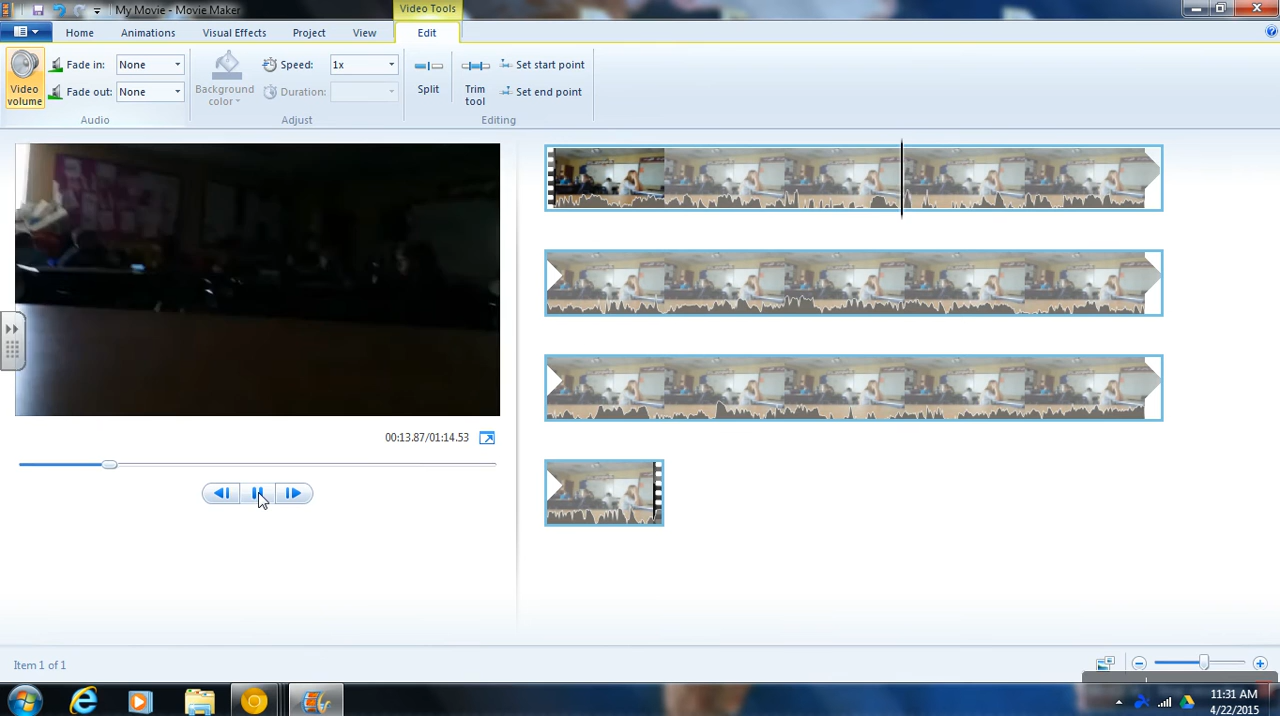 My Movie - Movie Maker
Video Tools
Home
Animations
Visual Effects
Project
View
Edit
Video volume
Fade in: None
Fade out: None
Audio
Background color
Speed: 1x
Duration:
Adjust
Split
Trim tool
Set start point
Set end point
Editing
00:13.87/01:14.53
Item 1 of 1
11:31 AM
4/22/2015